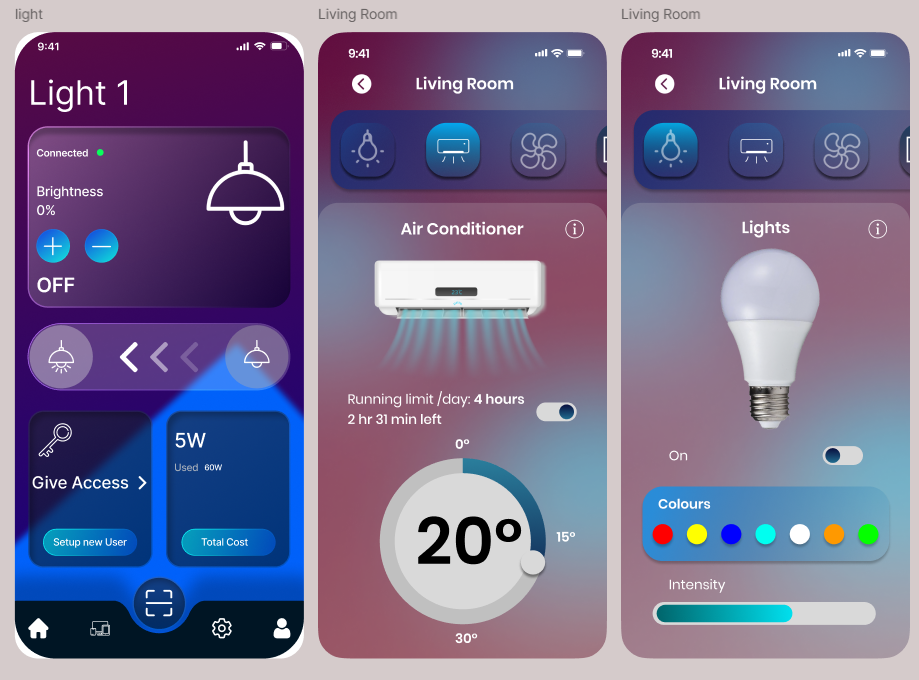 light
9:41
Light 1
Connected
Brightness
0%
OFF
Give Access
Setup new User
5W
Used 60W
Total Cost
Living Room
9:41
Living Room
Air Conditioner
Running limit /day: 4 hours
2 hr 31 min left
0°
20°
15°
30°
Living Room
9:41
Living Room
Lights
On
Colours
Intensity